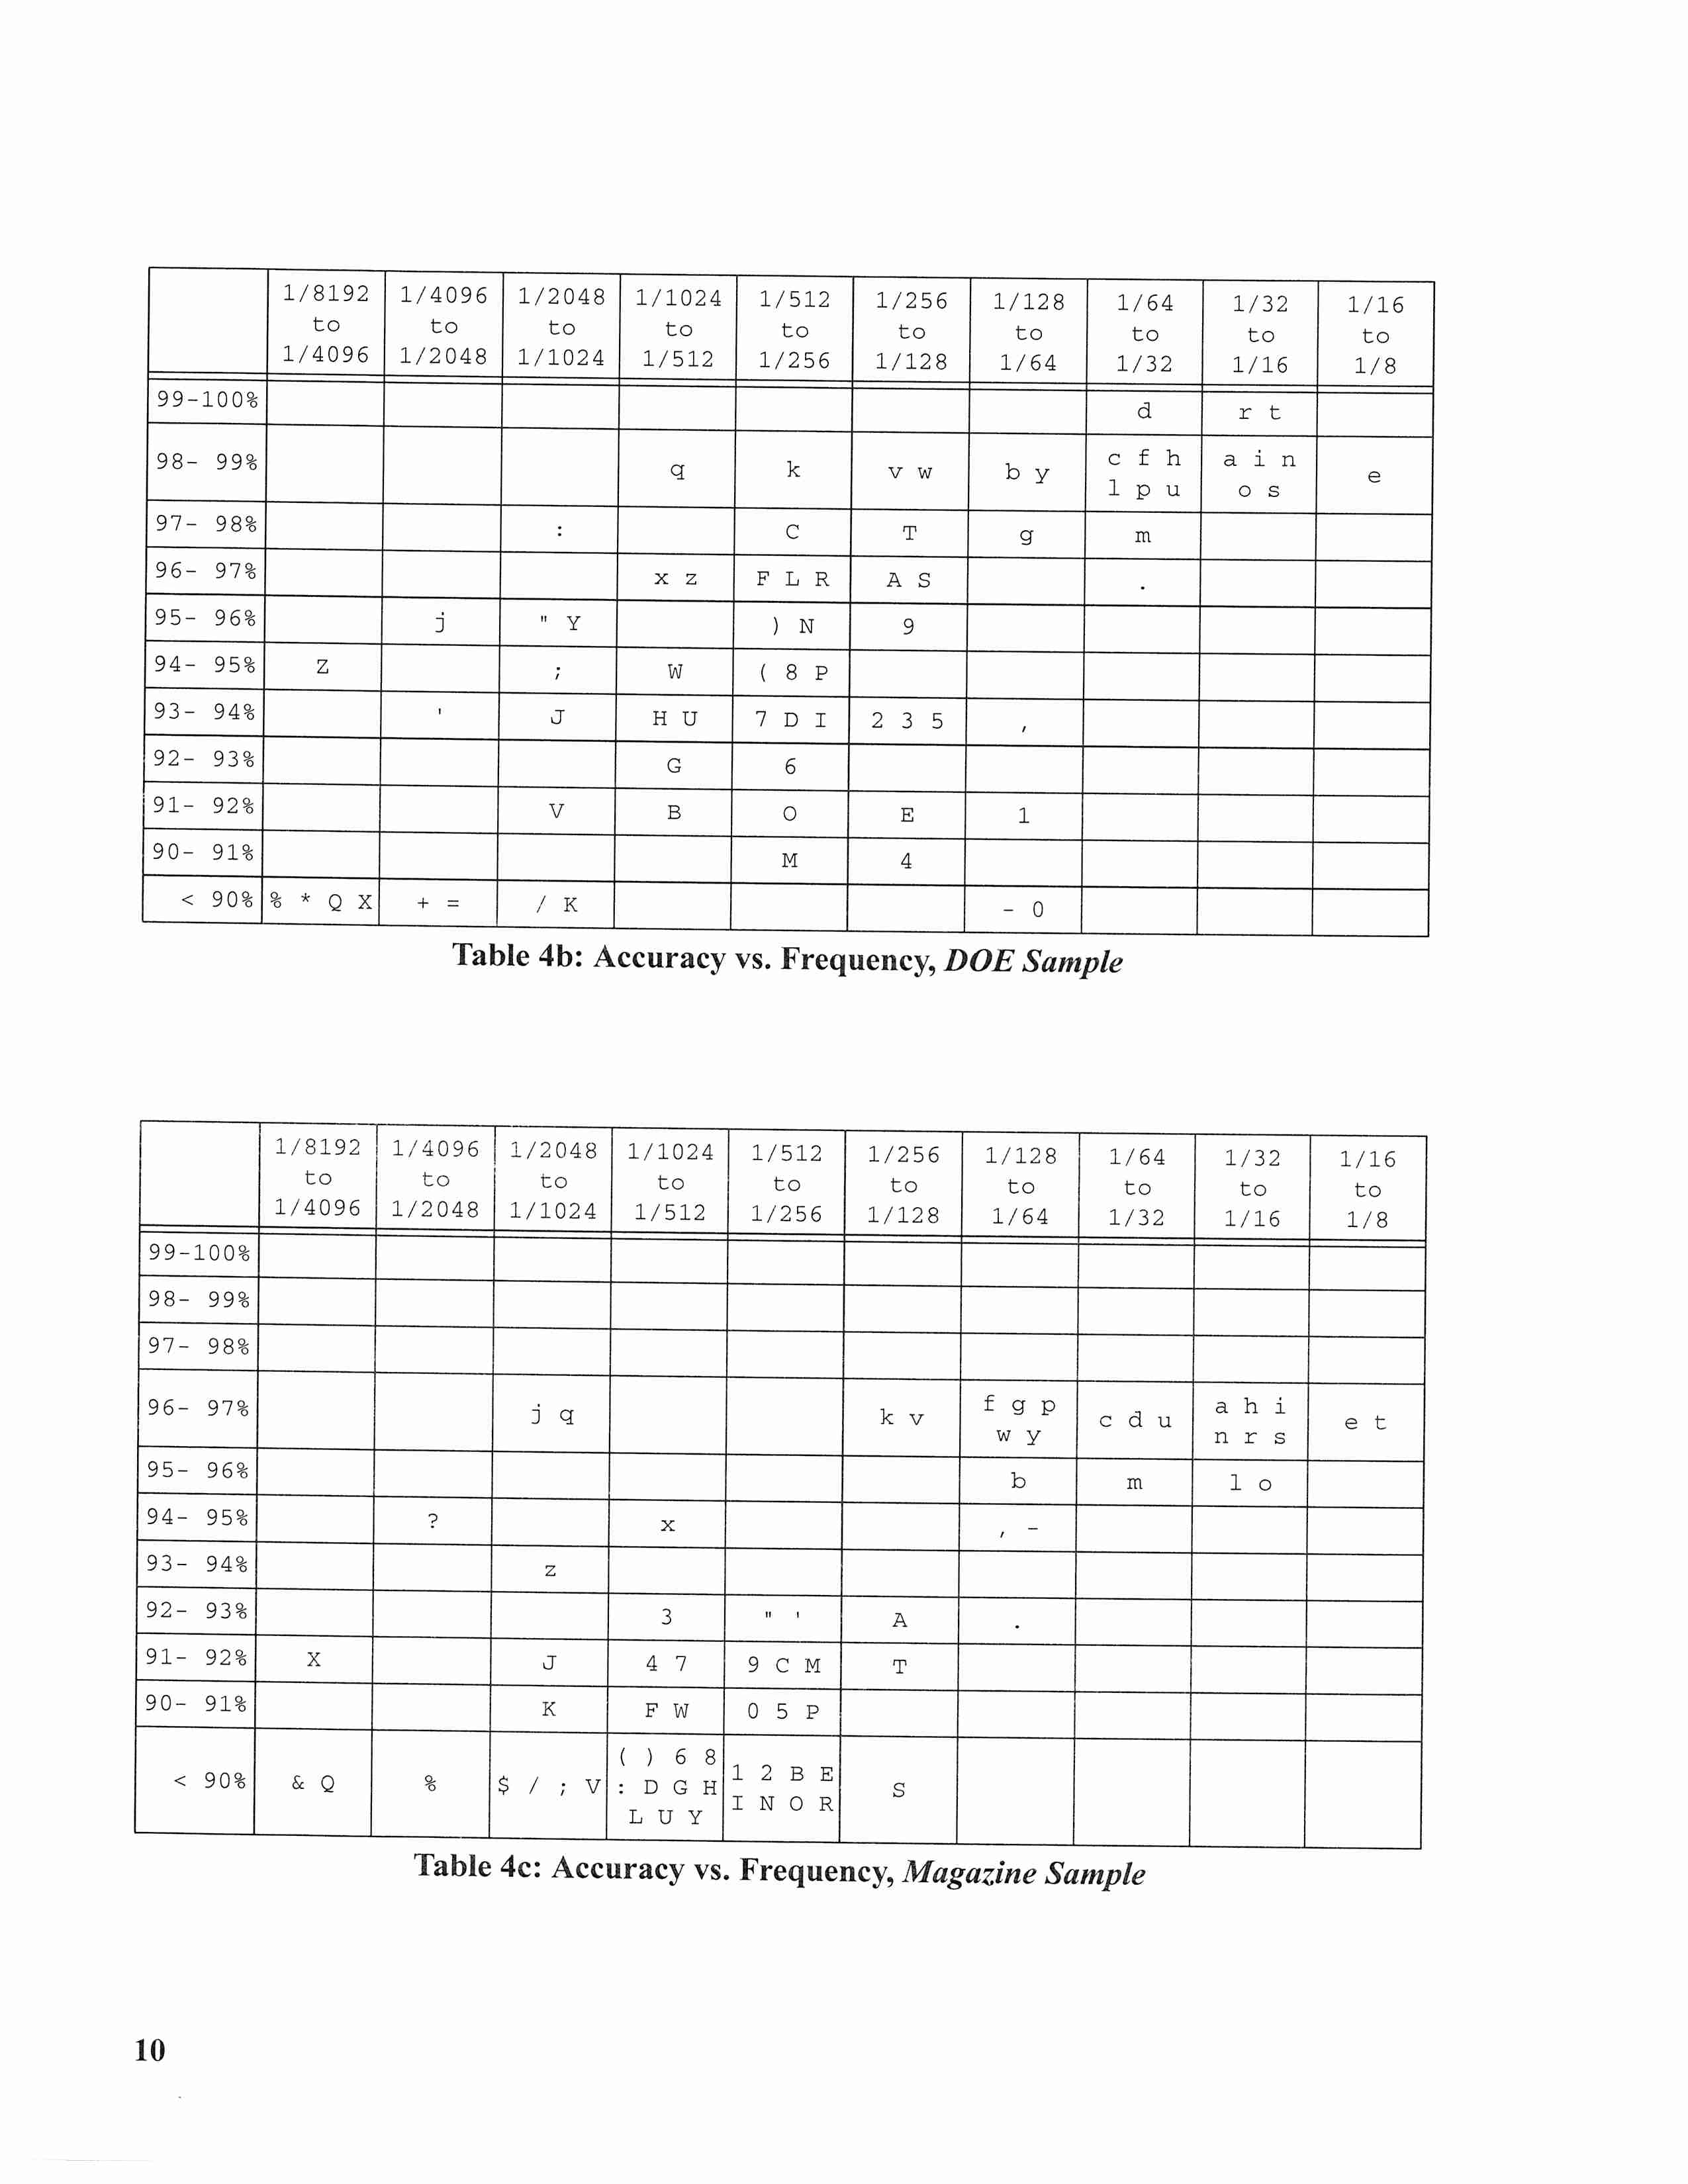 1/8192 1/4096 1/2048 1/1024 1/512 1/256 1/128 1/64 1/32 1/16
to to to to to to to to to to
1/4096 1/2048 1/1024 1/512 1/256 1/128 1/64 1/32 1/16 1/8
99-100% d r t
98- 99% q k v w b y c f h a i n e
l p u o s
97- 98% : C T g m
96- 97% x z F L R A S .
95- 96% j " Y ) N 9
94- 95% Z ; W ( 8 P
93- 94% ' J H U 7 D I 2 3 5 ,
92- 93% G 6
91- 92% V B O E 1
90- 91% M 4
< 90% % * Q X + = / K - 0
Table 4b: Accuracy vs. Frequency, DOE Sample
1/8192 1/4096 1/2048 1/1024 1/512 1/256 1/128 1/64 1/32 1/16
to to to to to to to to to to
1/4096 1/2048 1/1024 1/512 1/256 1/128 1/64 1/32 1/16 1/8
99-100%
98- 99%
97- 98%
96- 97% j q k v f g p c d u a h i e t
w y n r s
95- 96% b m l o
94- 95% ? x , -
93- 94% z
92- 93% 3 " ' A .
91- 92% X J 4 7 9 C M T
90- 91% K F W 0 5 P
( ) 6 8 1 2 B E
< 90% & Q % $ / ; V : D G H I N O R S
L U Y
Table 4c: Accuracy vs. Frequency, Magazine Sample
10